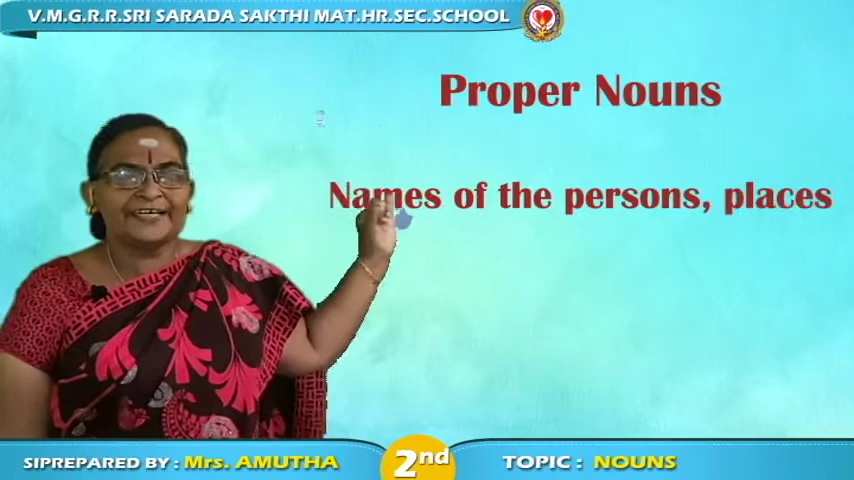 V.M.G.R.R.SRI SARADA SAKTHI MAT.HR.SEC.SCHOOL
Proper Nouns
Names of the persons, places
SIPREPARED BY : Mrs. AMUTHA
2nd
TOPIC : NOUNS